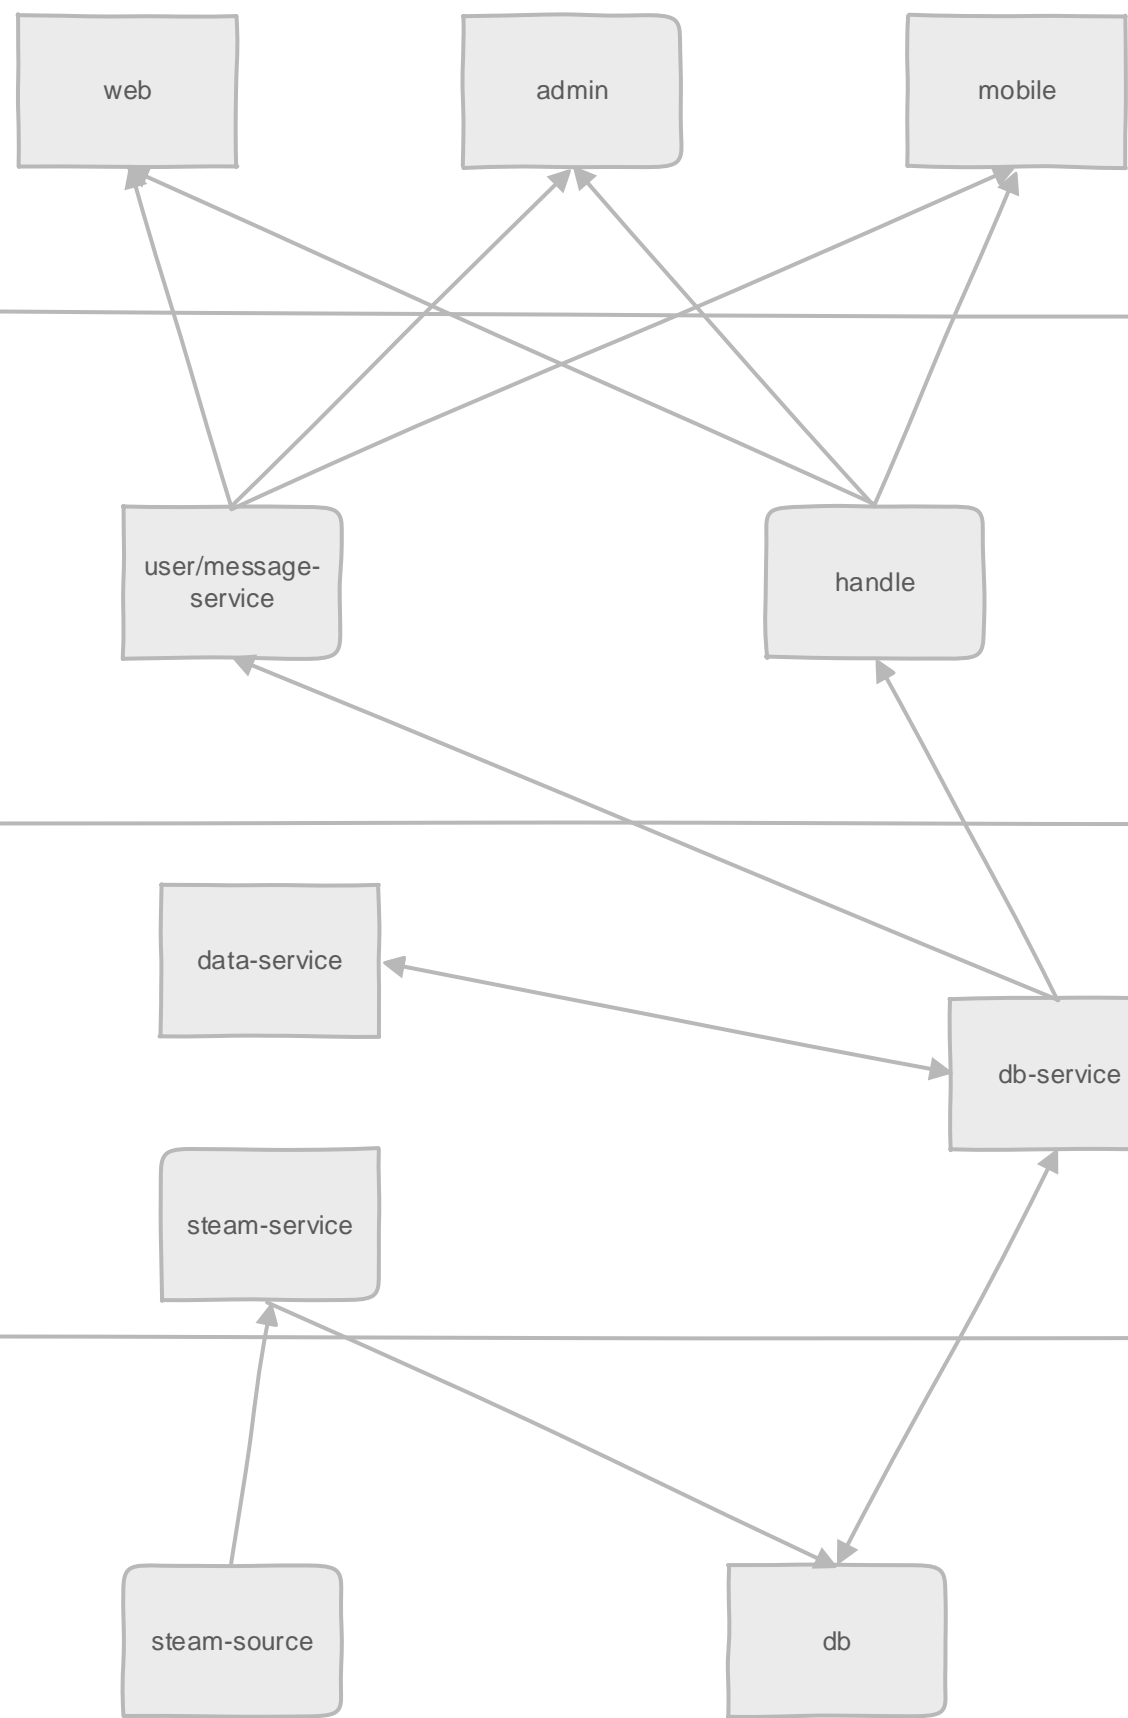 web
admin
mobile
user/message-
service
handle
data-service
db-service
steam-service
steam-source
db